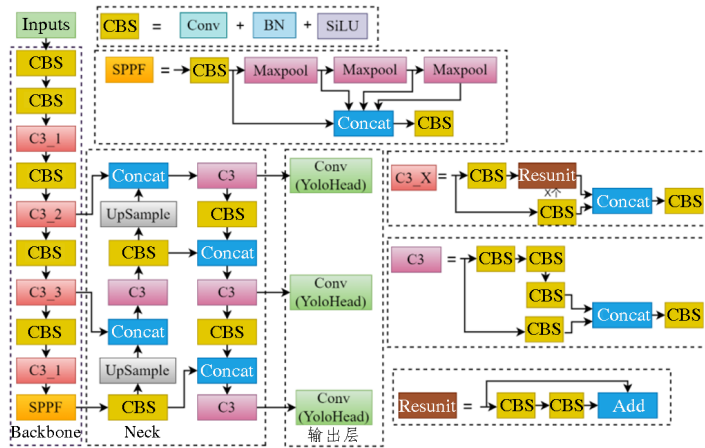 Inputs
CBS
CBS
C3_1
CBS
C3_2
CBS
C3_3
CBS
C3_1
SPPF
Backbone
CBS = Conv + BN + SiLU
SPPF = CBS Maxpool Maxpool Maxpool
Concat CBS
Concat C3
UpSample CBS
CBS Concat
C3 C3
Concat CBS
UpSample Concat
CBS C3
Neck
Conv
(YoloHead)
Conv
(YoloHead)
Conv
(YoloHead)
输出层
C3_X = CBS Resunit
X个
CBS Concat CBS
C3 = CBS CBS
CBS
CBS Concat CBS
Resunit = CBS CBS Add